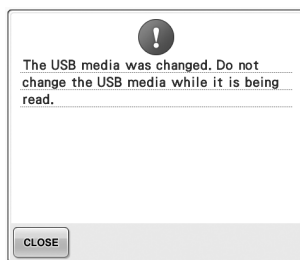 The USB media was changed. Do not
change the USB media while it is being
read.
CLOSE